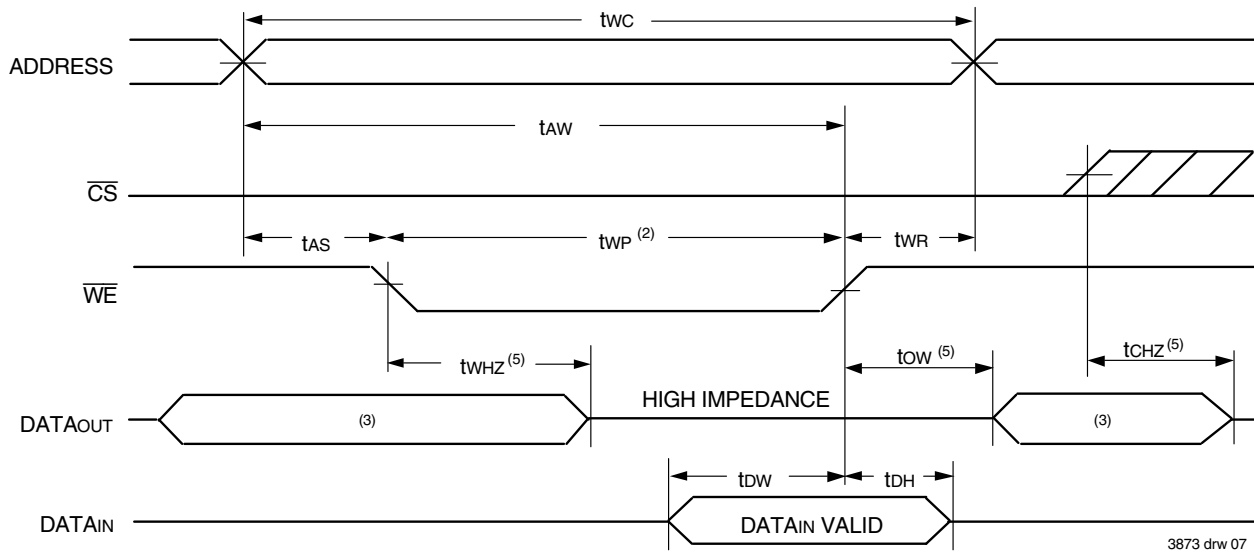 tWC
ADDRESS
tAW
CS
tAS
tWP (2)
tWR
WE
tWHZ (5)
tOW (5)
tCHZ (5)
HIGH IMPEDANCE
DATAOUT
(3)
(3)
tDW
tDH
DATAIN
DATAIN VALID
3873 drw 07